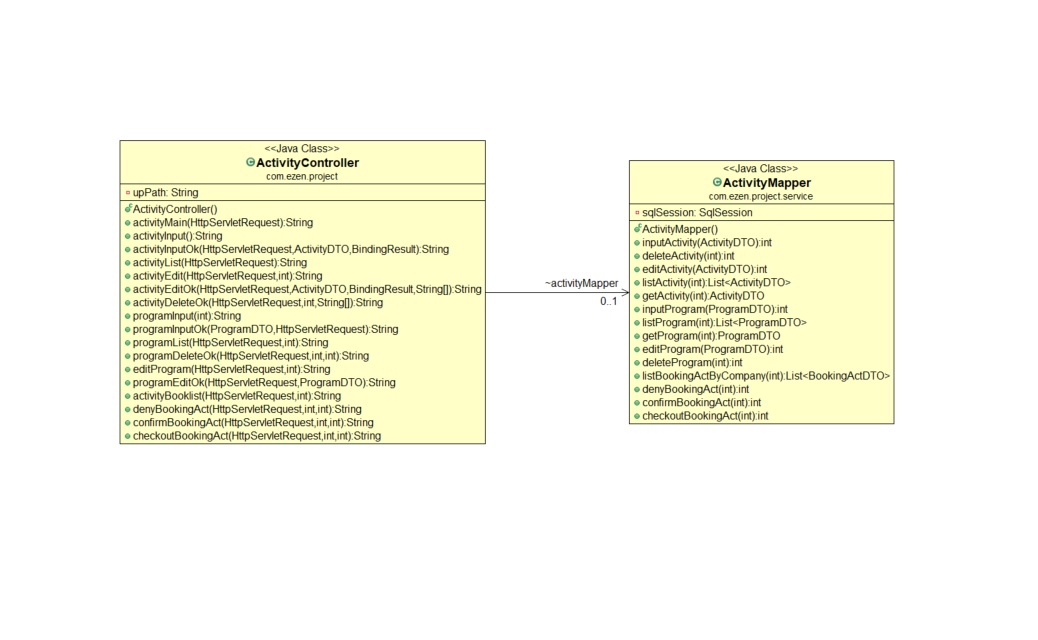 <<Java Class>>
ActivityController
com.ezen.project
upPath: String
ActivityController()
activityMain(HttpServletRequest):String
activityInput():String
activityInputOk(HttpServletRequest,ActivityDTO,BindingResult):String
activityList(HttpServletRequest):String
activityEdit(HttpServletRequest,int):String
activityEditOk(HttpServletRequest,ActivityDTO,BindingResult,String[]):String
activityDeleteOk(HttpServletRequest,int,String[]):String
programInput(int):String
programInputOk(ProgramDTO,HttpServletRequest):String
programList(HttpServletRequest,int):String
programDeleteOk(HttpServletRequest,int,int):String
editProgram(HttpServletRequest,int):String
programEditOk(HttpServletRequest,ProgramDTO):String
activityBooklist(HttpServletRequest,int):String
denyBookingAct(HttpServletRequest,int,int):String
confirmBookingAct(HttpServletRequest,int,int):String
checkoutBookingAct(HttpServletRequest,int,int):String
~activityMapper
0..1
<<Java Class>>
ActivityMapper
com.ezen.project.service
sqlSession: SqlSession
ActivityMapper()
inputActivity(ActivityDTO):int
deleteActivity(int):int
editActivity(ActivityDTO):int
listActivity(int):List<ActivityDTO>
getActivity(int):ActivityDTO
inputProgram(ProgramDTO):int
listProgram(int):List<ProgramDTO>
getProgram(int):ProgramDTO
editProgram(ProgramDTO):int
deleteProgram(int):int
listBookingActByCompany(int):List<BookingActDTO>
denyBookingAct(int):int
confirmBookingAct(int):int
checkoutBookingAct(int):int